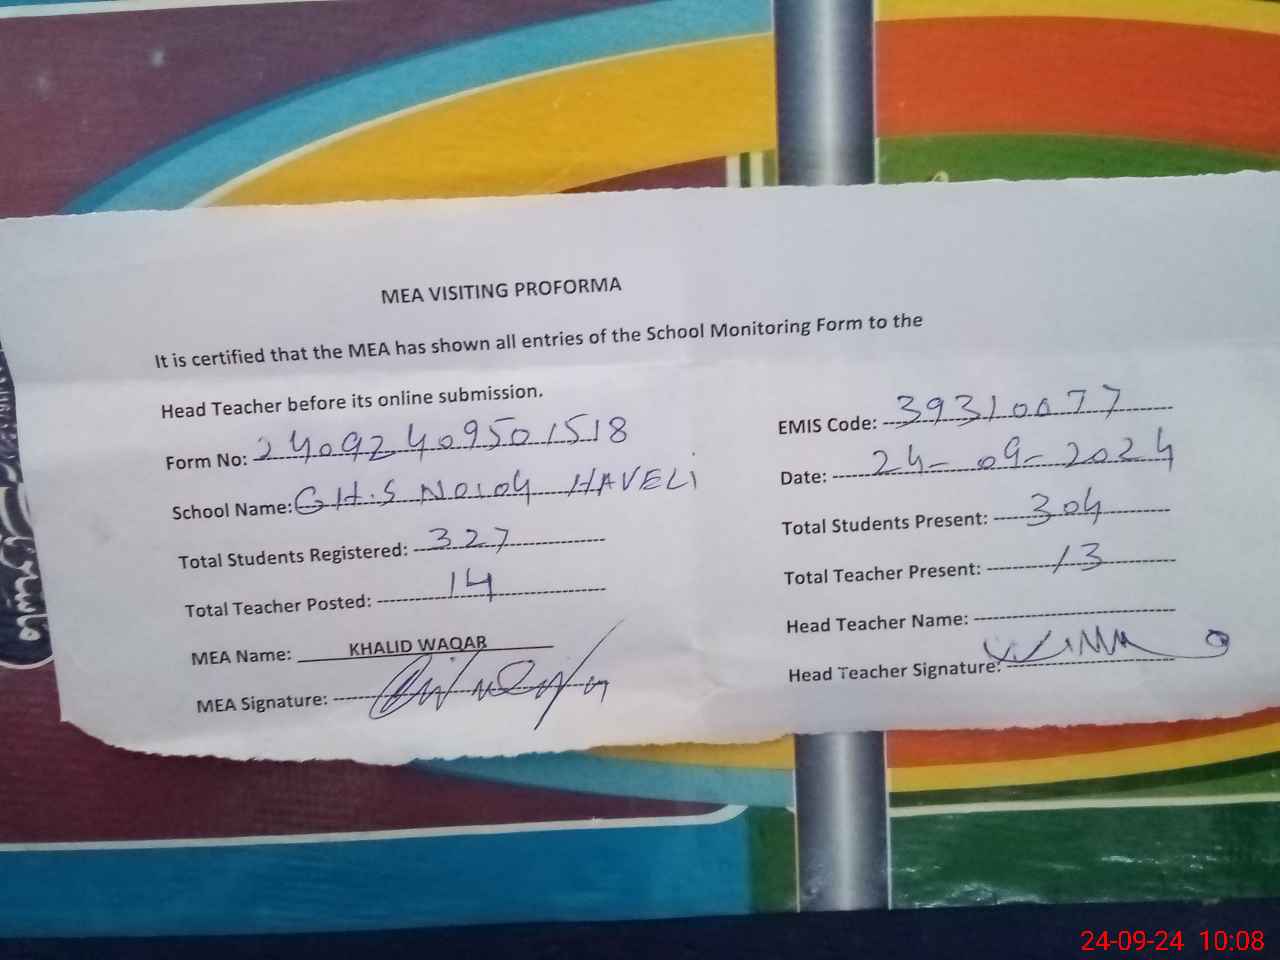 MEA VISITING PROFORMA
It is certified that the MEA has shown all entries of the School Monitoring Form to the
Head Teacher before its online submission.
Form No: 24092409501518
EMIS Code: 39310077
School Name: G.H.S No 104 HAVELI
Date: 24-09-2024
Total Students Registered: 327
Total Students Present: 304
Total Teacher Posted: 14
Total Teacher Present: 13
MEA Name: KHALID WAQAR
Head Teacher Name:
MEA Signature:
Head Teacher Signature:
24-09-24 10:08